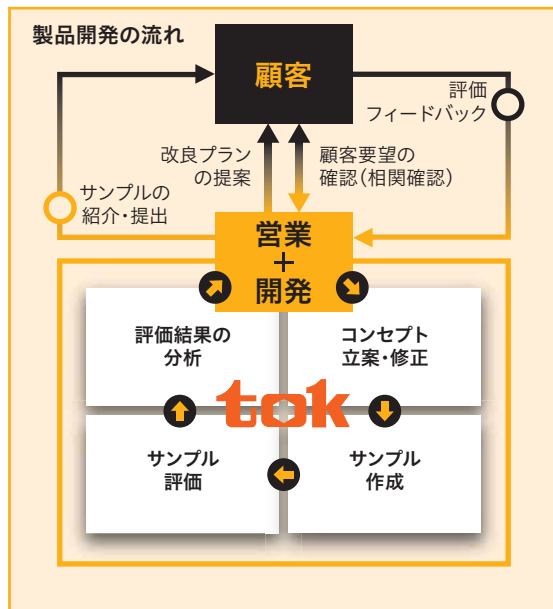 製品開発の流れ
顧客
評価
フィードバック
改良プラン
の提案
顧客要望の
確認(相関確認)
サンプルの
紹介・提出
営業
+
開発
評価結果の
分析
コンセプト
立案・修正
tok
サンプル
評価
サンプル
作成